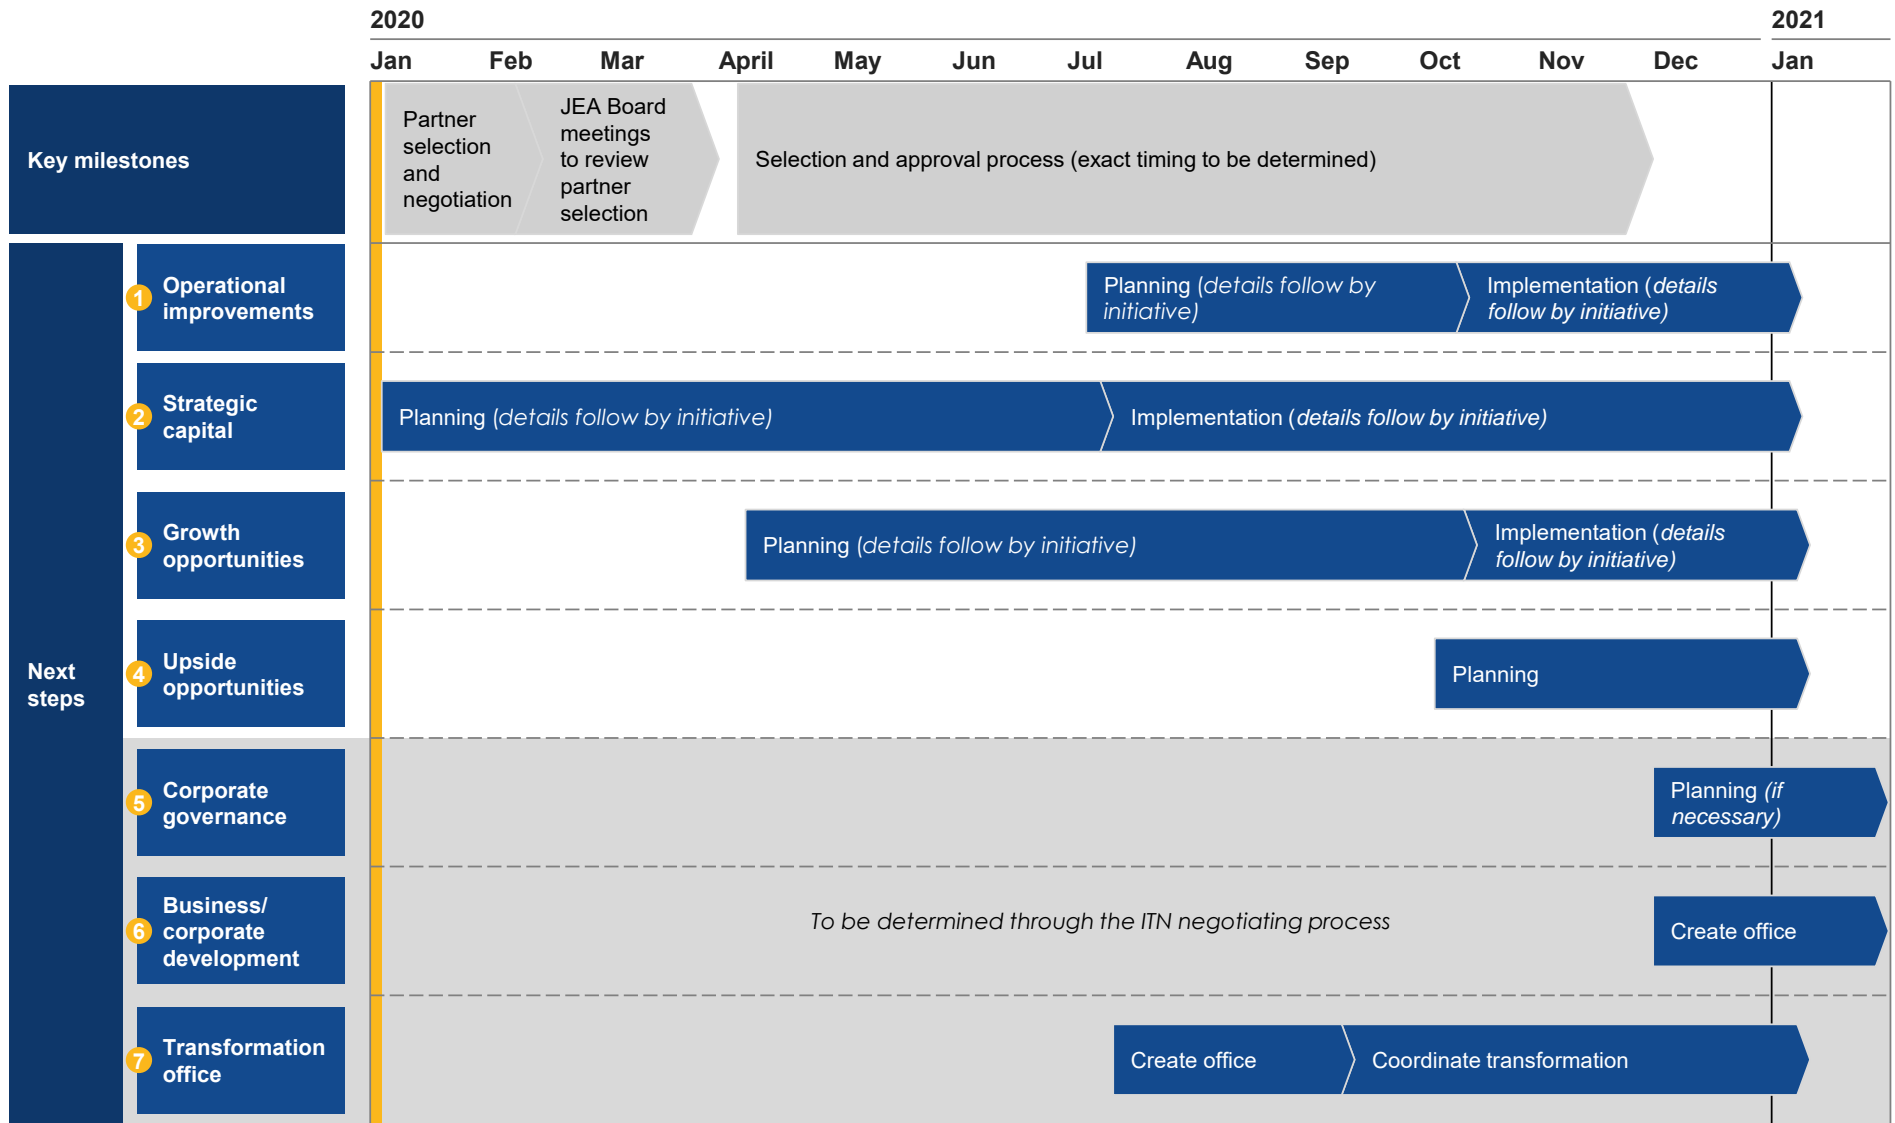 2020
2021
Jan
Feb
Mar
April
May
Jun
Jul
Aug
Sep
Oct
Nov
Dec
Jan
Key milestones
Partner
selection
and
negotiation
JEA Board
meetings
to review
partner
selection
Selection and approval process (exact timing to be determined)
Next
steps
1
Operational
improvements
Planning (details follow by
initiative)
Implementation (details
follow by initiative)
2
Strategic
capital
Planning (details follow by initiative)
Implementation (details follow by initiative)
3
Growth
opportunities
Planning (details follow by initiative)
Implementation (details
follow by initiative)
4
Upside
opportunities
Planning
5
Corporate
governance
Planning (if
necessary)
6
Business/
corporate
development
To be determined through the ITN negotiating process
Create office
7
Transformation
office
Create office
Coordinate transformation